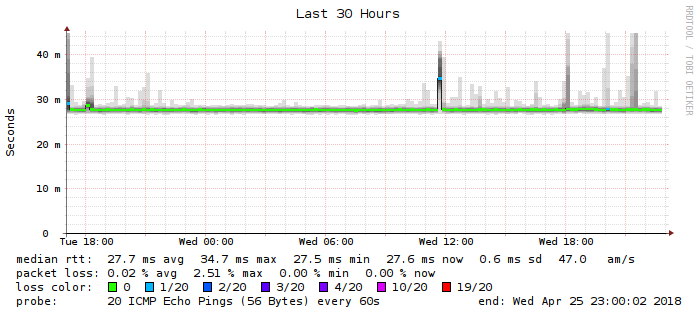 Last 30 Hours
RRDTOOL / TOBI OETIKER
Seconds
40 m
30 m
20 m
10 m
0
Tue 18:00 Wed 00:00 Wed 06:00 Wed 12:00 Wed 18:00
median rtt: 27.7 ms avg 34.7 ms max 27.5 ms min 27.6 ms now 0.6 ms sd 47.0 am/s
packet loss: 0.02 % avg 2.51 % max 0.00 % min 0.00 % now
loss color: 0 1/20 2/20 3/20 4/20 10/20 19/20
probe: 20 ICMP Echo Pings (56 Bytes) every 60s end: Wed Apr 25 23:00:02 2018